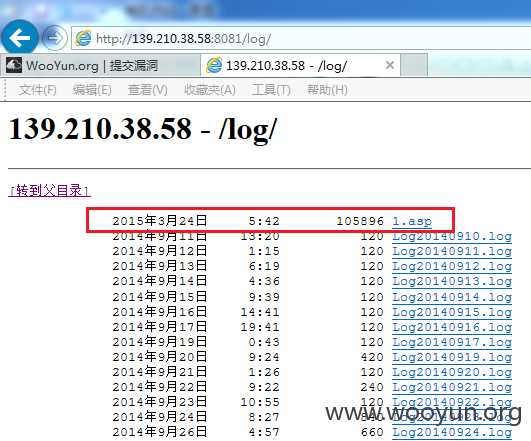 http://139.210.38.58:8081/log/
WooYun.org | 提交漏洞 139.210.38.58 - /log/
文件(F) 编辑(E) 查看(V) 收藏夹(A) 工具(T) 帮助(H)
139.210.38.58 - /log/
[转到父目录]
2015年3月24日 5:42 105896 1.asp
2014年9月11日 13:20 120 Log20140910.log
2014年9月12日 1:15 120 Log20140911.log
2014年9月13日 6:19 120 Log20140912.log
2014年9月14日 4:36 120 Log20140913.log
2014年9月15日 9:39 120 Log20140914.log
2014年9月16日 14:41 120 Log20140915.log
2014年9月17日 19:41 120 Log20140916.log
2014年9月19日 0:43 120 Log20140917.log
2014年9月20日 9:24 420 Log20140919.log
2014年9月21日 1:26 120 Log20140920.log
2014年9月22日 9:22 240 Log20140921.log
2014年9月23日 10:55 120 Log20140922.log
2014年9月24日 8:27 840 Log20140923.log
2014年9月26日 4:57 660 Log20140924.log
www.wooyun.org